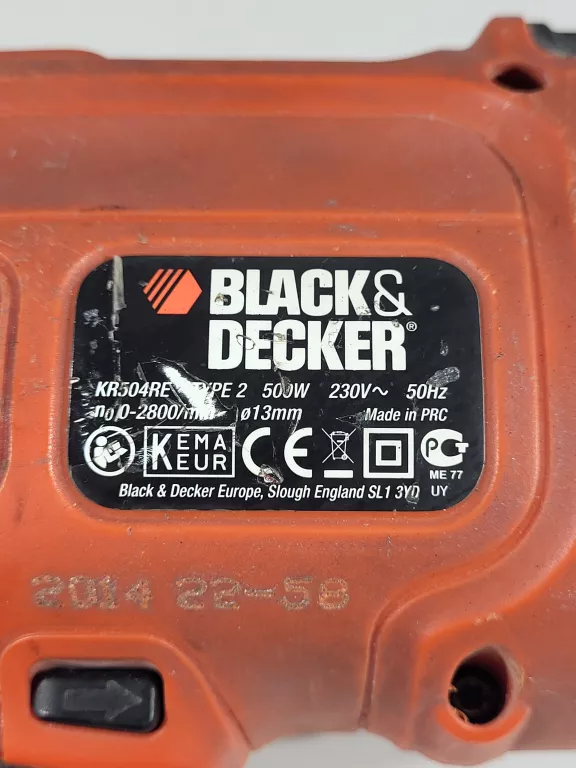 BLACK&
DECKER®
KR504RE TYPE 2 500W 230V~ 50Hz
n₀ 0-2800/min ø13mm Made in PRC
KEMA
KEUR
CE
PCT
ME 77
Black & Decker Europe, Slough England SL1 3YD UY
2014 22-58